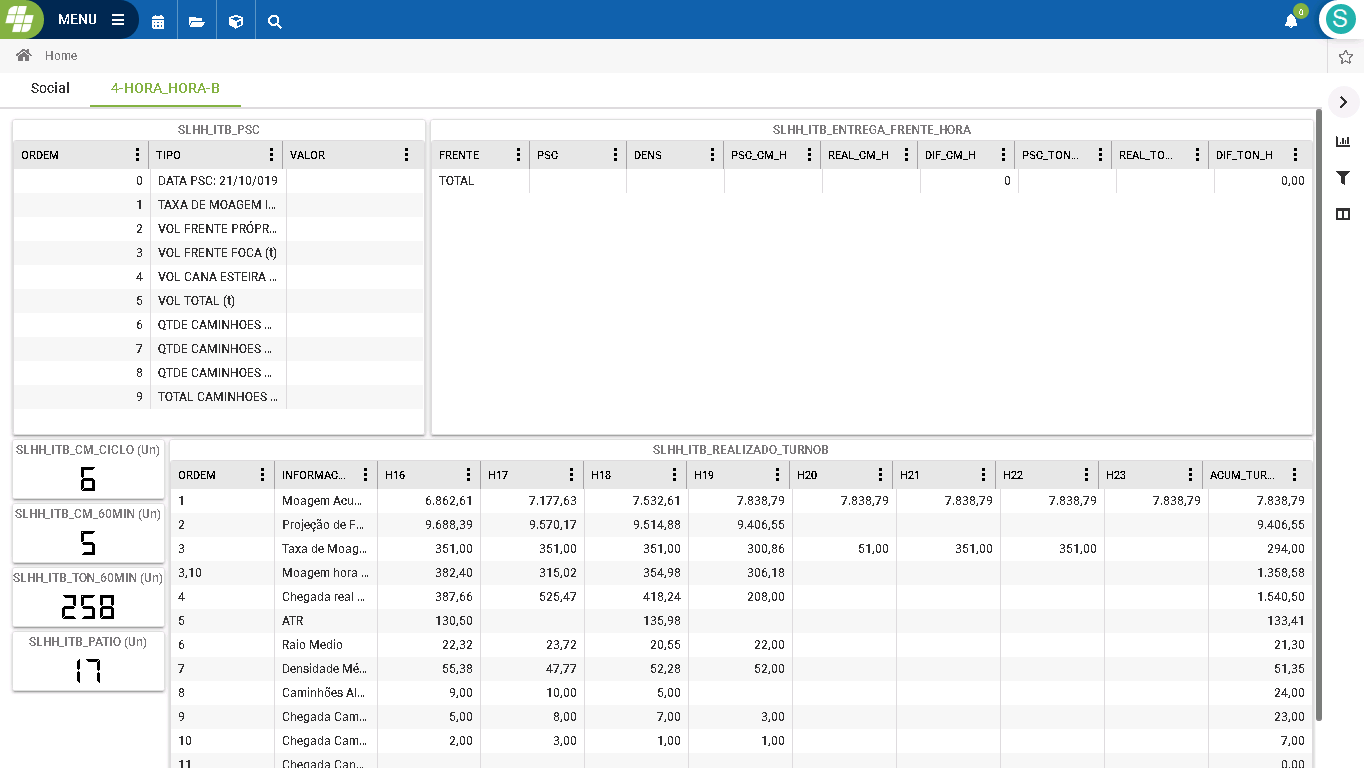 MENU
0
S
Home
Social 4-HORA_HORA-B
SLHH_ITB_PSC
ORDEM TIPO VALOR
0 DATA PSC: 21/10/019
1 TAXA DE MOAGEM I...
2 VOL FRENTE PRÓPR...
3 VOL FRENTE FOCA (t)
4 VOL CANA ESTEIRA ...
5 VOL TOTAL (t)
6 QTDE CAMINHOES ...
7 QTDE CAMINHOES ...
8 QTDE CAMINHOES ...
9 TOTAL CAMINHOES ...
SLHH_ITB_ENTREGA_FRENTE_HORA
FRENTE PSC DENS PSC_CM_H REAL_CM_H DIF_CM_H PSC_TON... REAL_TO... DIF_TON_H
TOTAL 0 0,00
SLHH_ITB_CM_CICLO (Un)
6
SLHH_ITB_CM_60MIN (Un)
5
SLHH_ITB_TON_60MIN (Un)
258
SLHH_ITB_PATIO (Un)
17
SLHH_ITB_REALIZADO_TURNOB
ORDEM INFORMAC... H16 H17 H18 H19 H20 H21 H22 H23 ACUM_TUR...
1 Moagem Acu... 6.862,61 7.177,63 7.532,61 7.838,79 7.838,79 7.838,79 7.838,79 7.838,79 7.838,79
2 Projeção de F... 9.688,39 9.570,17 9.514,88 9.406,55 9.406,55
3 Taxa de Moag... 351,00 351,00 351,00 300,86 51,00 351,00 351,00 294,00
3,10 Moagem hora ... 382,40 315,02 354,98 306,18 1.358,58
4 Chegada real ... 387,66 525,47 418,24 208,00 1.540,50
5 ATR 130,50 135,98 133,41
6 Raio Medio 22,32 23,72 20,55 22,00 21,30
7 Densidade Mé... 55,38 47,77 52,28 52,00 51,35
8 Caminhões Al... 9,00 10,00 5,00 24,00
9 Chegada Cam... 5,00 8,00 7,00 3,00 23,00
10 Chegada Cam... 2,00 3,00 1,00 1,00 7,00
11 Chegada Can... 0,00